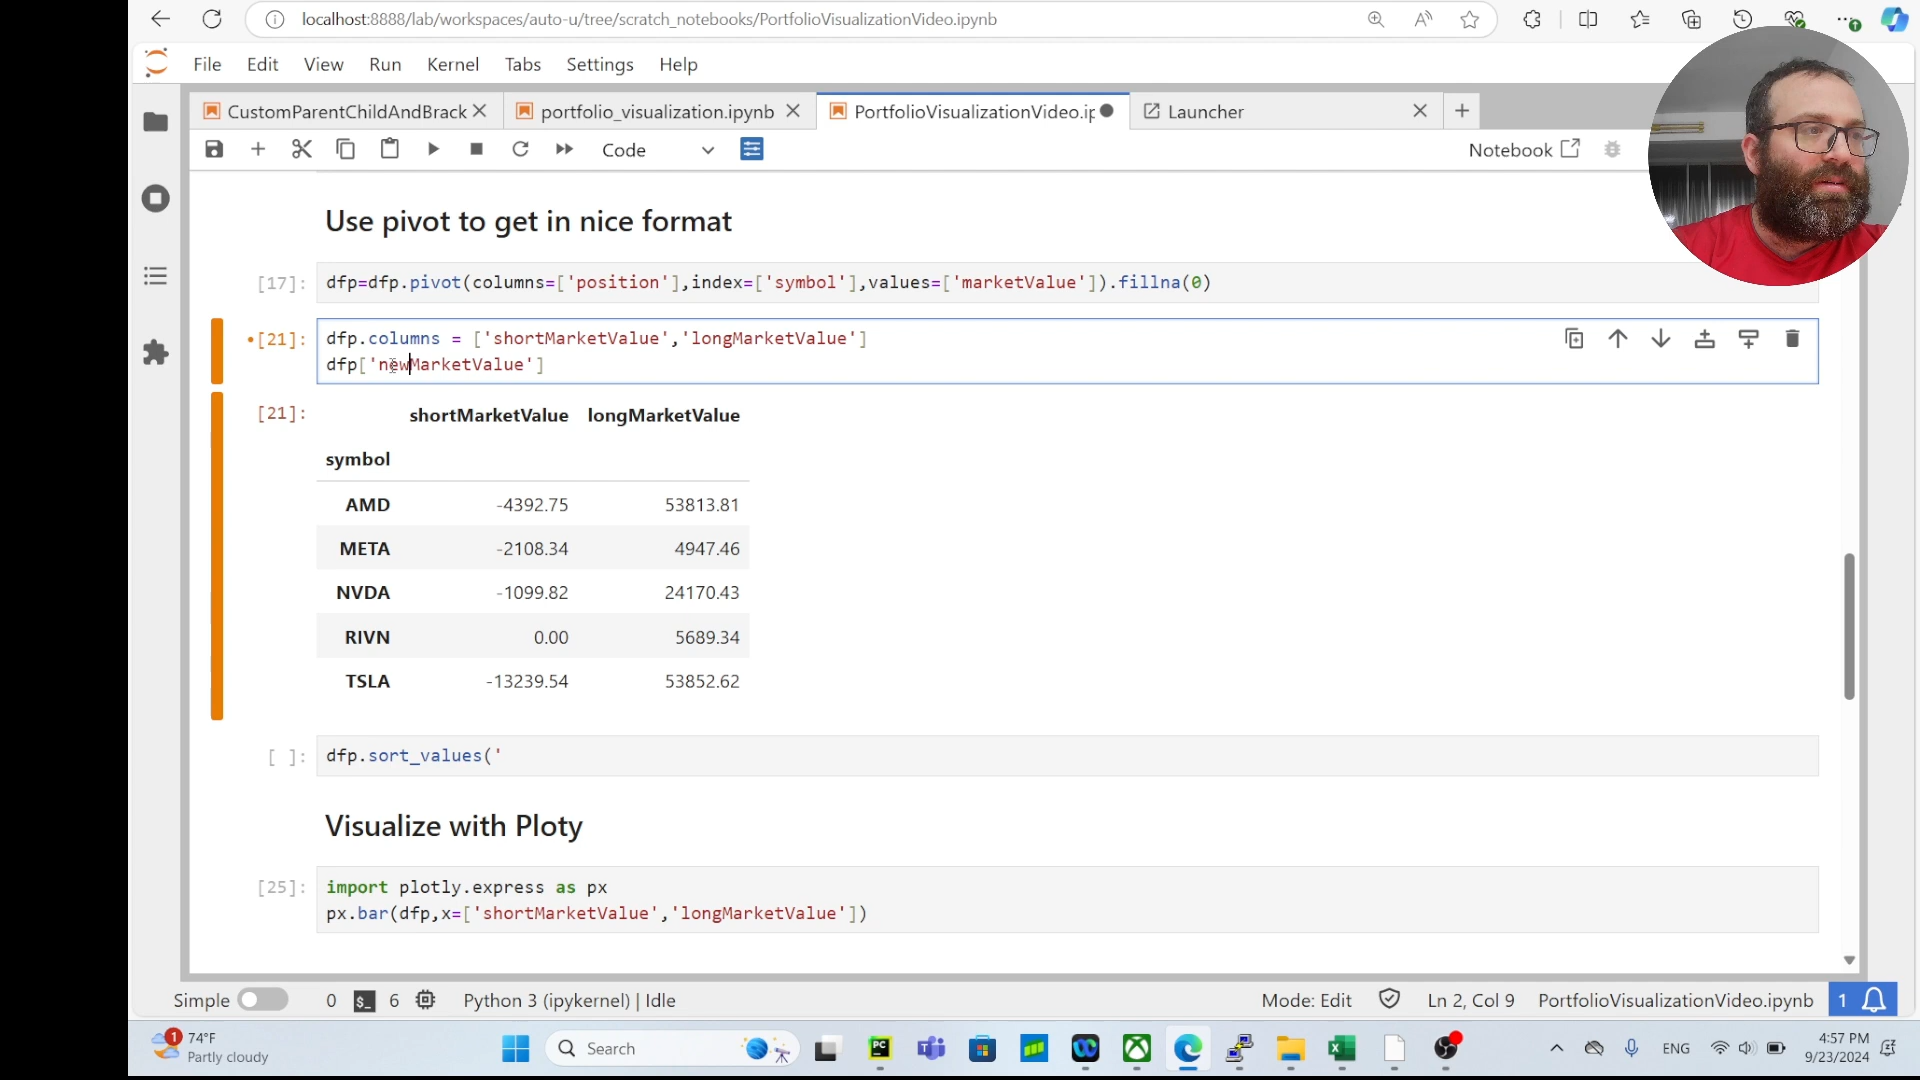 localhost:8888/lab/workspaces/auto-u/tree/scratch_notebooks/PortfolioVisualizationVideo.ipynb
File Edit View Run Kernel Tabs Settings Help
CustomParentChildAndBrack
portfolio_visualization.ipynb
PortfolioVisualizationVideo.ip
Launcher
Code
Notebook
Use pivot to get in nice format
[17]: dfp=dfp.pivot(columns=['position'],index=['symbol'],values=['marketValue']).fillna(0)
•[21]: dfp.columns = ['shortMarketValue','longMarketValue']
dfp['newMarketValue']
[21]: shortMarketValue longMarketValue
symbol
AMD -4392.75 53813.81
META -2108.34 4947.46
NVDA -1099.82 24170.43
RIVN 0.00 5689.34
TSLA -13239.54 53852.62
[ ]: dfp.sort_values('
Visualize with Ploty
[25]: import plotly.express as px
px.bar(dfp,x=['shortMarketValue','longMarketValue'])
Simple 0 $_ 6 Python 3 (ipykernel) | Idle Mode: Edit Ln 2, Col 9 PortfolioVisualizationVideo.ipynb 1
1 74°F
Partly cloudy
Search
PC
ENG
4:57 PM
9/23/2024